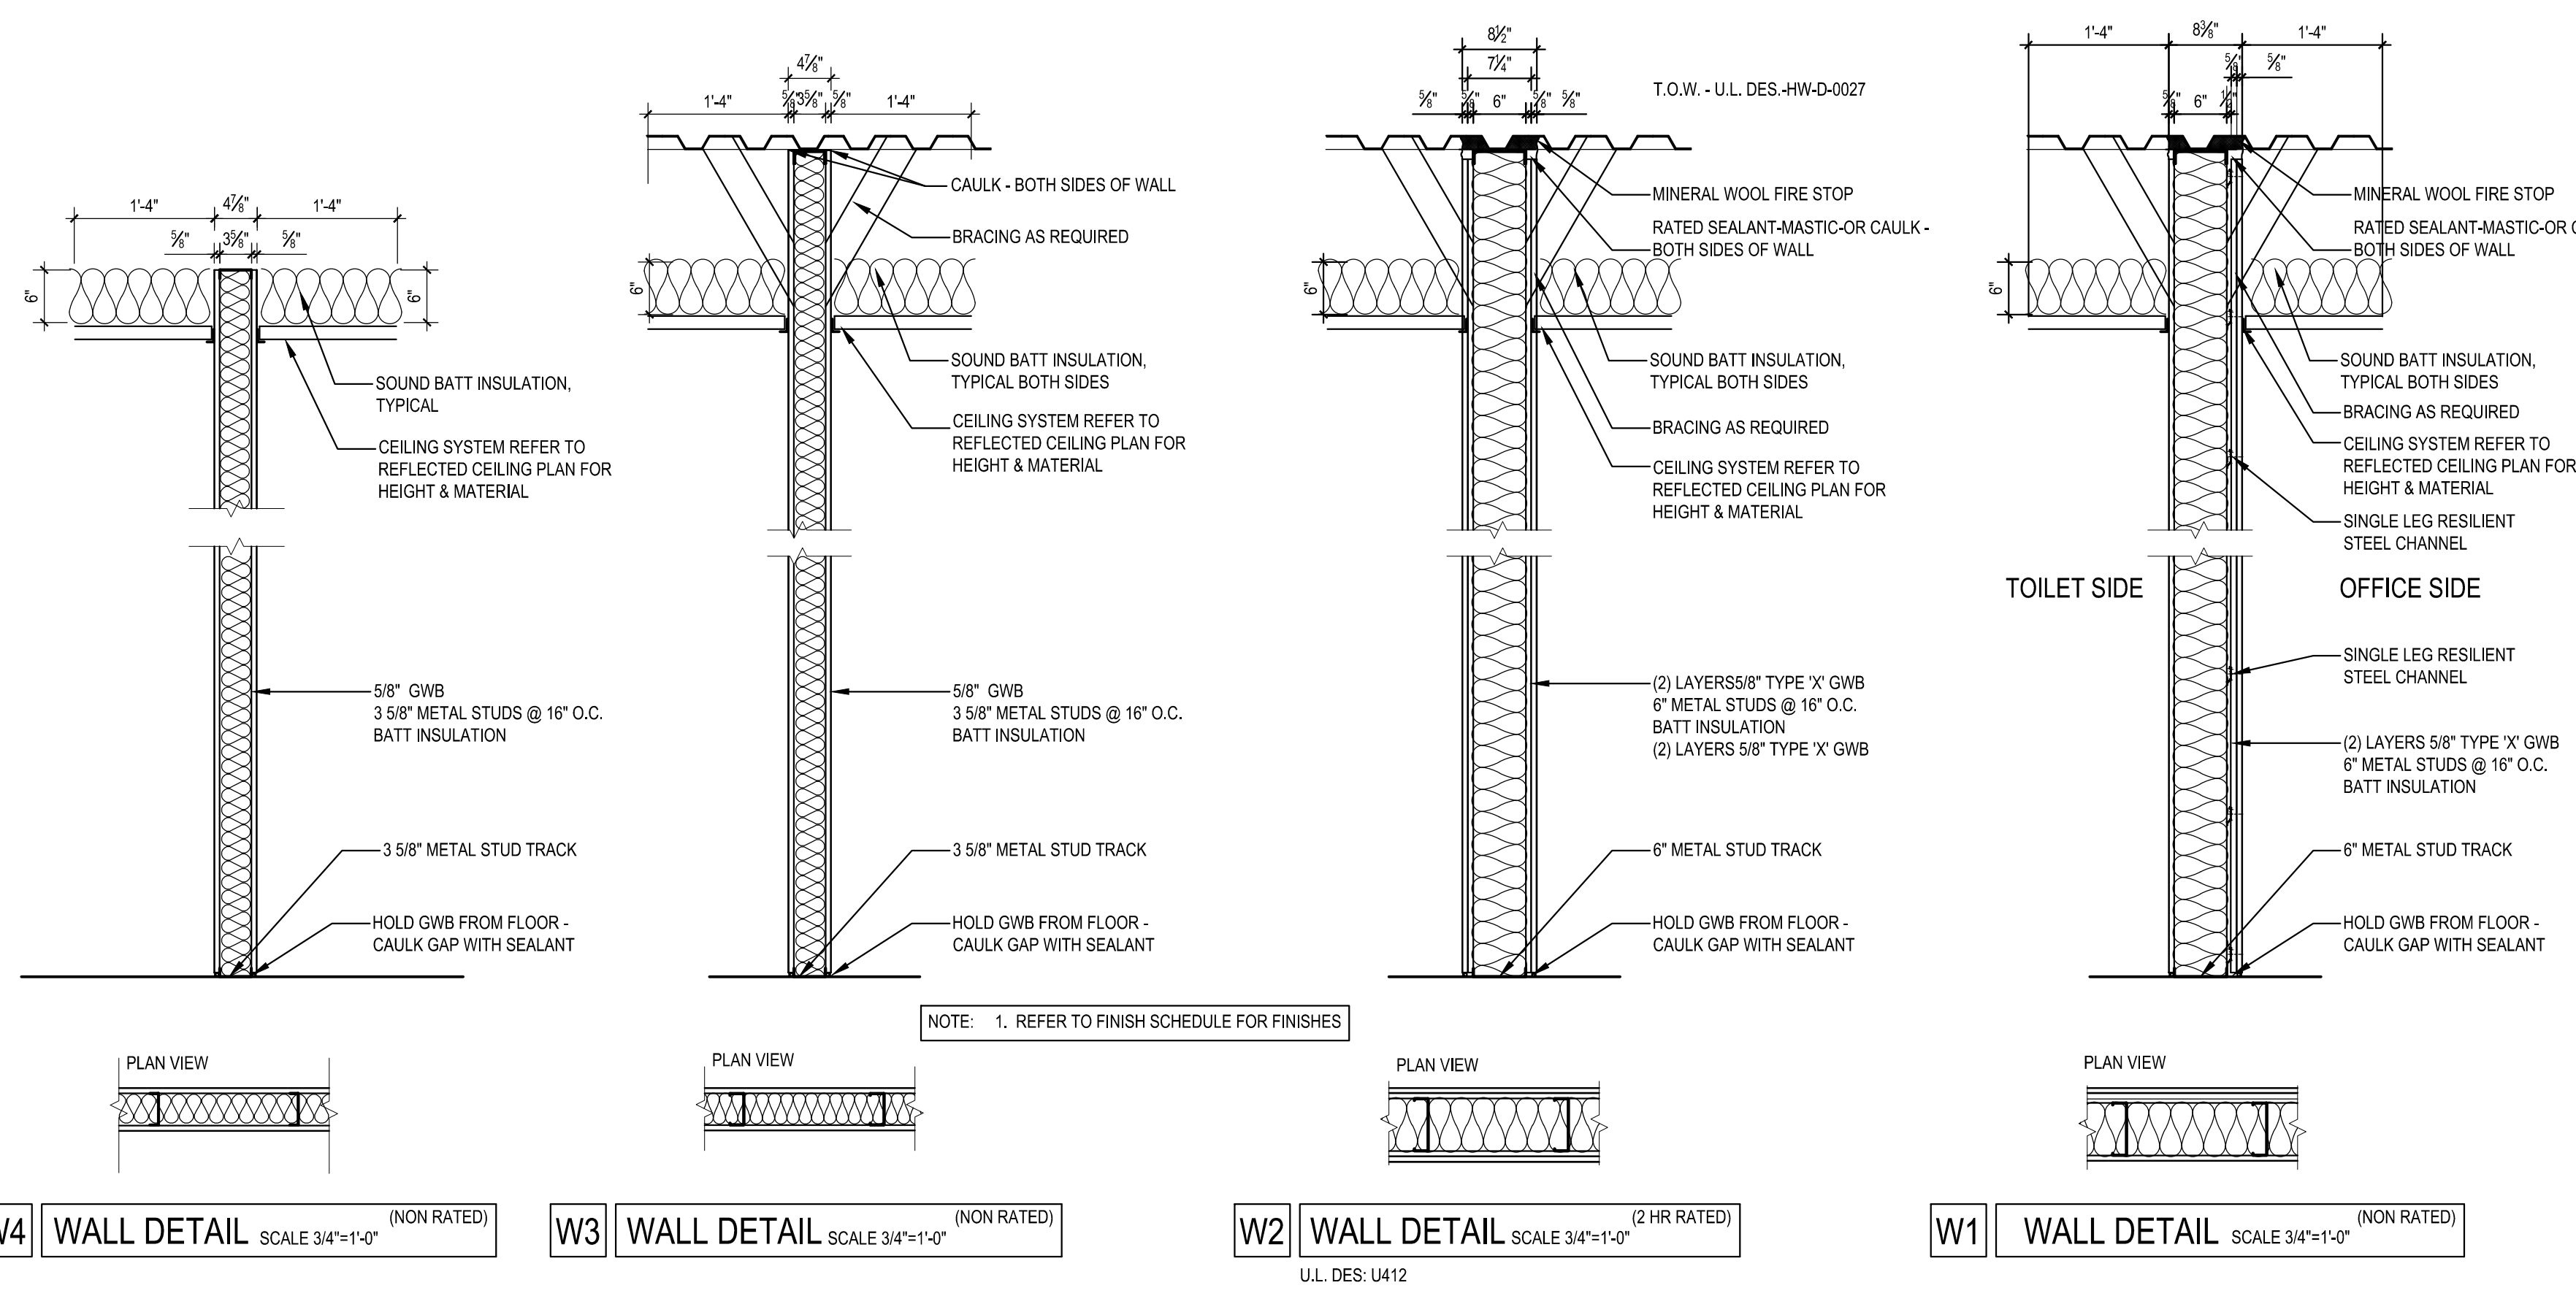 1'-4"
4⅞"
1'-4"
⅝"
3⅝"
⅝"
6"
6"
SOUND BATT INSULATION,
TYPICAL
CEILING SYSTEM REFER TO
REFLECTED CEILING PLAN FOR
HEIGHT & MATERIAL
5/8" GWB
3 5/8" METAL STUDS @ 16" O.C.
BATT INSULATION
3 5/8" METAL STUD TRACK
HOLD GWB FROM FLOOR -
CAULK GAP WITH SEALANT
PLAN VIEW
W4
WALL DETAIL SCALE 3/4"=1'-0" (NON RATED)
4⅞"
1'-4"
⅝"
3⅝"
⅝"
1'-4"
CAULK - BOTH SIDES OF WALL
BRACING AS REQUIRED
6"
SOUND BATT INSULATION,
TYPICAL BOTH SIDES
CEILING SYSTEM REFER TO
REFLECTED CEILING PLAN FOR
HEIGHT & MATERIAL
5/8" GWB
3 5/8" METAL STUDS @ 16" O.C.
BATT INSULATION
3 5/8" METAL STUD TRACK
HOLD GWB FROM FLOOR -
CAULK GAP WITH SEALANT
NOTE: 1. REFER TO FINISH SCHEDULE FOR FINISHES
PLAN VIEW
W3
WALL DETAIL SCALE 3/4"=1'-0" (NON RATED)
8½"
7¼"
⅝"
⅝"
6"
⅝"
⅝"
T.O.W. - U.L. DES.-HW-D-0027
MINERAL WOOL FIRE STOP
RATED SEALANT-MASTIC-OR CAULK -
BOTH SIDES OF WALL
6"
SOUND BATT INSULATION,
TYPICAL BOTH SIDES
BRACING AS REQUIRED
CEILING SYSTEM REFER TO
REFLECTED CEILING PLAN FOR
HEIGHT & MATERIAL
(2) LAYERS5/8" TYPE 'X' GWB
6" METAL STUDS @ 16" O.C.
BATT INSULATION
(2) LAYERS 5/8" TYPE 'X' GWB
6" METAL STUD TRACK
HOLD GWB FROM FLOOR -
CAULK GAP WITH SEALANT
PLAN VIEW
W2
WALL DETAIL SCALE 3/4"=1'-0" (2 HR RATED)
U.L. DES: U412
1'-4"
8⅜"
1'-4"
⅝"
⅝"
⅝"
6"
½"
MINERAL WOOL FIRE STOP
RATED SEALANT-MASTIC-OR
BOTH SIDES OF WALL
6"
SOUND BATT INSULATION,
TYPICAL BOTH SIDES
BRACING AS REQUIRED
CEILING SYSTEM REFER TO
REFLECTED CEILING PLAN FOR
HEIGHT & MATERIAL
SINGLE LEG RESILIENT
STEEL CHANNEL
TOILET SIDE
OFFICE SIDE
SINGLE LEG RESILIENT
STEEL CHANNEL
(2) LAYERS 5/8" TYPE 'X' GWB
6" METAL STUDS @ 16" O.C.
BATT INSULATION
6" METAL STUD TRACK
HOLD GWB FROM FLOOR -
CAULK GAP WITH SEALANT
PLAN VIEW
W1
WALL DETAIL SCALE 3/4"=1'-0" (NON RATED)